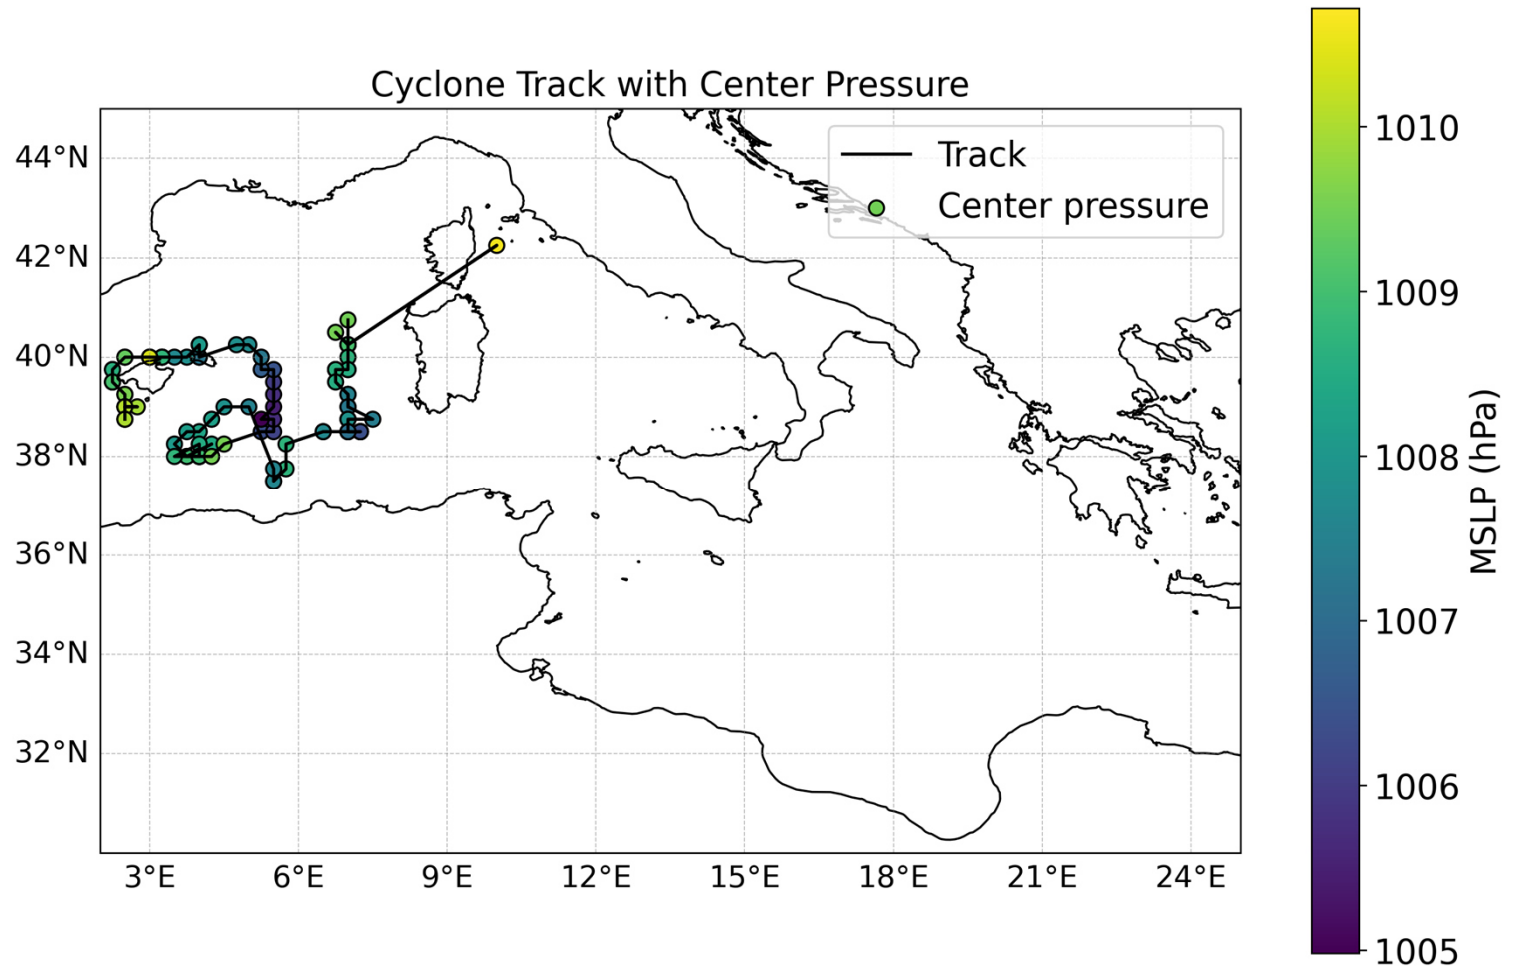 Cyclone Track with Center Pressure
Track
Center pressure
44°N
42°N
40°N
38°N
36°N
34°N
32°N
3°E 6°E 9°E 12°E 15°E 18°E 21°E 24°E
1010
1009
1008
1007
1006
1005
MSLP (hPa)